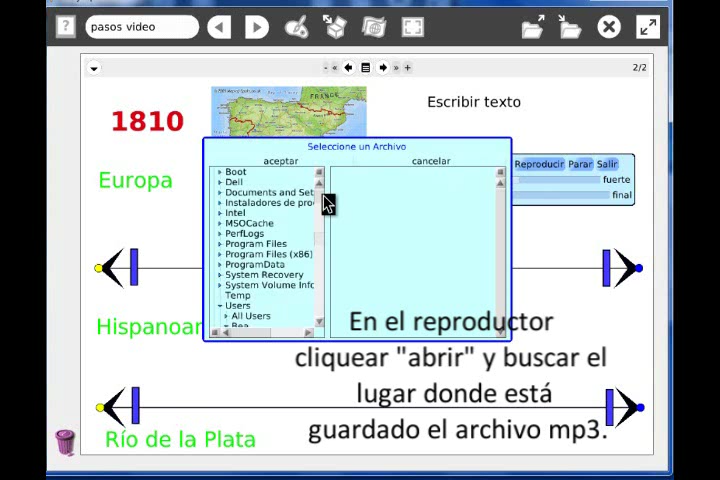 ? pasos video
- « » +
2/2
FRANCE
1810
Escribir texto
Seleccione un Archivo
aceptar cancelar
Europa
Reproducir Parar Salir
fuerte
final
Boot
Dell
Documents and Set
Instaladores de pro
Intel
MSOCache
PerfLogs
Program Files
Program Files (x86)
ProgramData
System Recovery
System Volume Info
Temp
Users
All Users
Bea
Hispanoar
Río de la Plata
En el reproductor
cliquear "abrir" y buscar el
lugar donde está
guardado el archivo mp3.